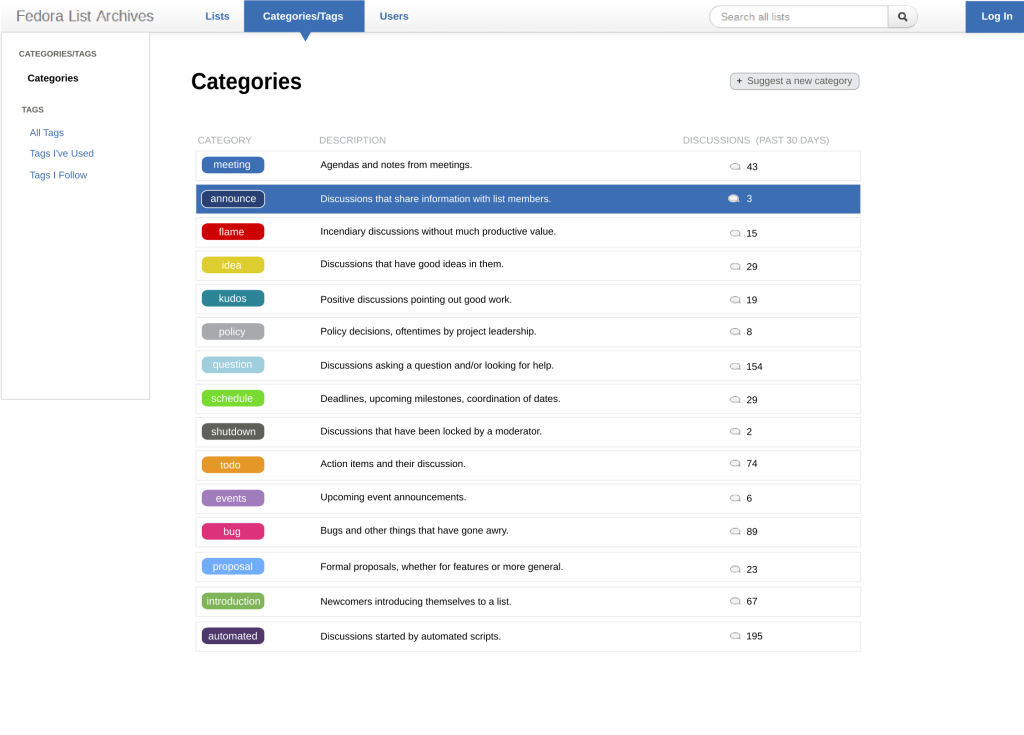 Fedora List Archives Lists Categories/Tags Users Search all lists Log In
CATEGORIES/TAGS
Categories
TAGS
All Tags
Tags I've Used
Tags I Follow
Categories + Suggest a new category
CATEGORY DESCRIPTION DISCUSSIONS (PAST 30 DAYS)
meeting Agendas and notes from meetings. 43
announce Discussions that share information with list members. 3
flame Incendiary discussions without much productive value. 15
idea Discussions that have good ideas in them. 29
kudos Positive discussions pointing out good work. 19
policy Policy decisions, oftentimes by project leadership. 8
question Discussions asking a question and/or looking for help. 154
schedule Deadlines, upcoming milestones, coordination of dates. 29
shutdown Discussions that have been locked by a moderator. 2
todo Action items and their discussion. 74
events Upcoming event announcements. 6
bug Bugs and other things that have gone awry. 89
proposal Formal proposals, whether for features or more general. 23
introduction Newcomers introducing themselves to a list. 67
automated Discussions started by automated scripts. 195